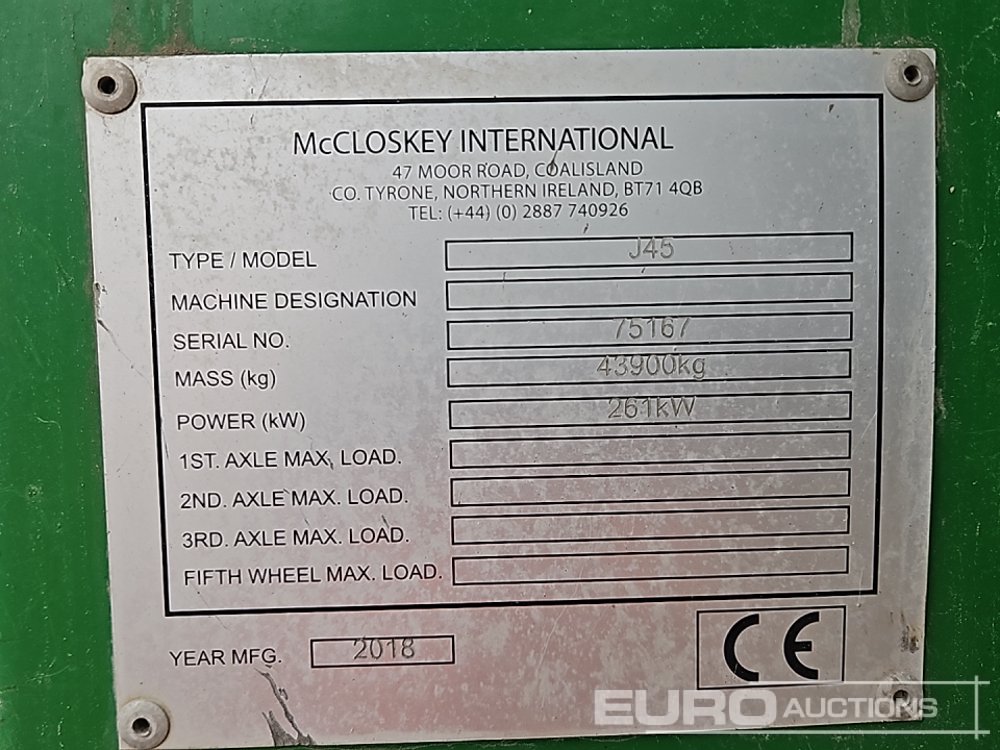 McCLOSKEY INTERNATIONAL
47 MOOR ROAD, COALISLAND
CO. TYRONE, NORTHERN IRELAND, BT71 4QB
TEL: (+44) (0) 2887 740926
TYPE / MODEL J45
MACHINE DESIGNATION
SERIAL NO. 75167
MASS (kg) 43900kg
POWER (kW) 261kW
1ST. AXLE MAX. LOAD.
2ND. AXLE MAX. LOAD.
3RD. AXLE MAX. LOAD.
FIFTH WHEEL MAX. LOAD.
YEAR MFG. 2018
CE
EURO AUCTIONS